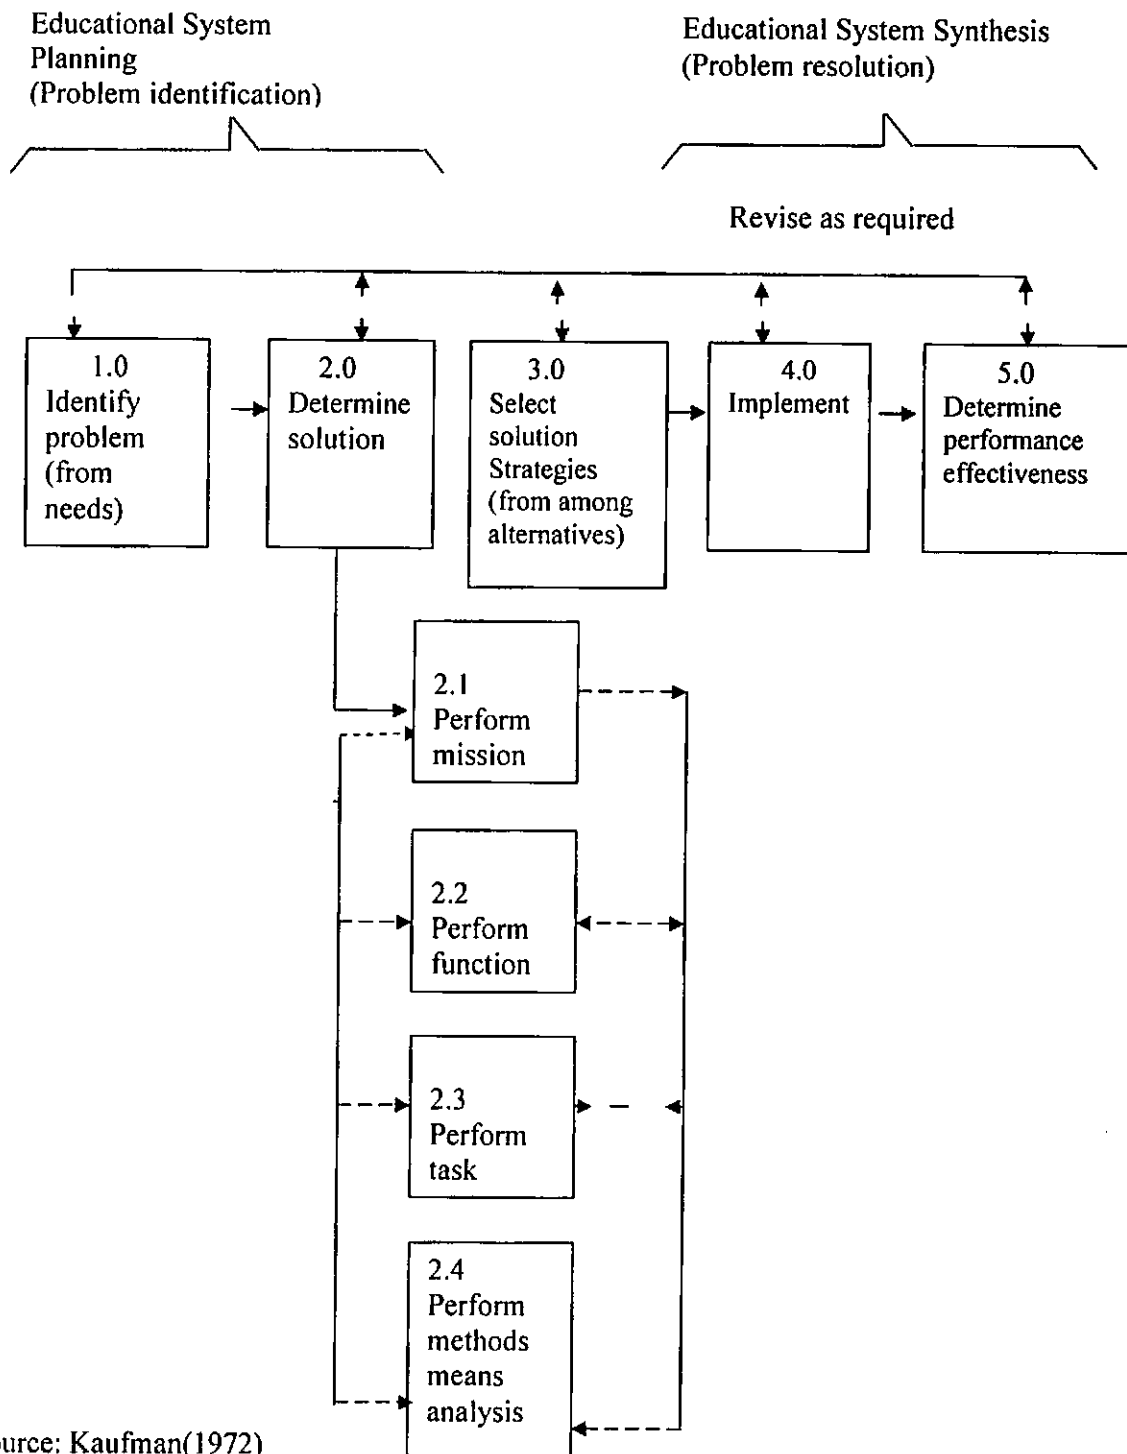 Educational System
Planning
(Problem identification)
Educational System Synthesis
(Problem resolution)
Revise as required
1.0
Identify
problem
(from
needs)
2.0
Determine
solution
3.0
Select
solution
Strategies
(from among
alternatives)
4.0
Implement
5.0
Determine
performance
effectiveness
2.1
Perform
mission
2.2
Perform
function
2.3
Perform
task
2.4
Perform
methods
means
analysis
urce: Kaufman(1972)